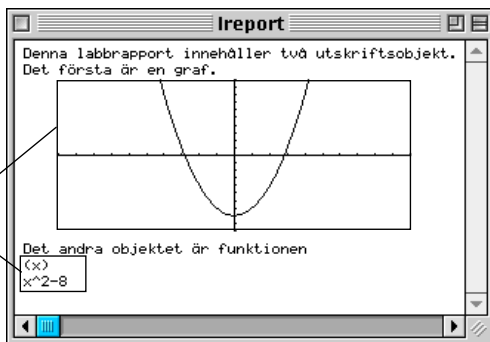 lreport
Denna labbrapport innehåller två utskriftsobjekt.
Det första är en graf.
Det andra objektet är funktionen
(x)
x^2-8